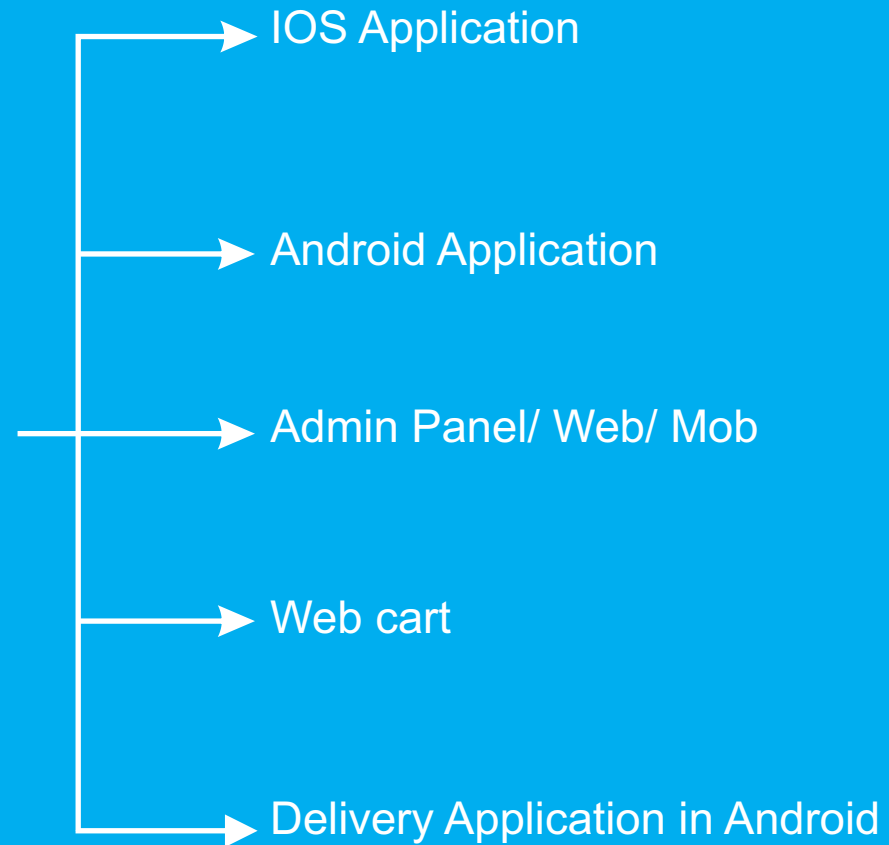 IOS Application
Android Application
Admin Panel/ Web/ Mob
Web cart
Delivery Application in Android